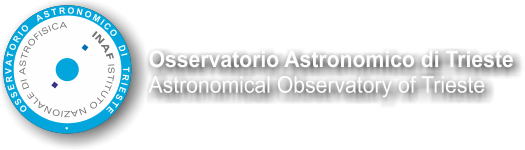 OSSERVATORIO ASTRONOMICO DI TRIESTE
INAF ISTITUTO NAZIONALE DI ASTROFISICA
Osservatorio Astronomico di Trieste
Astronomical Observatory of Trieste